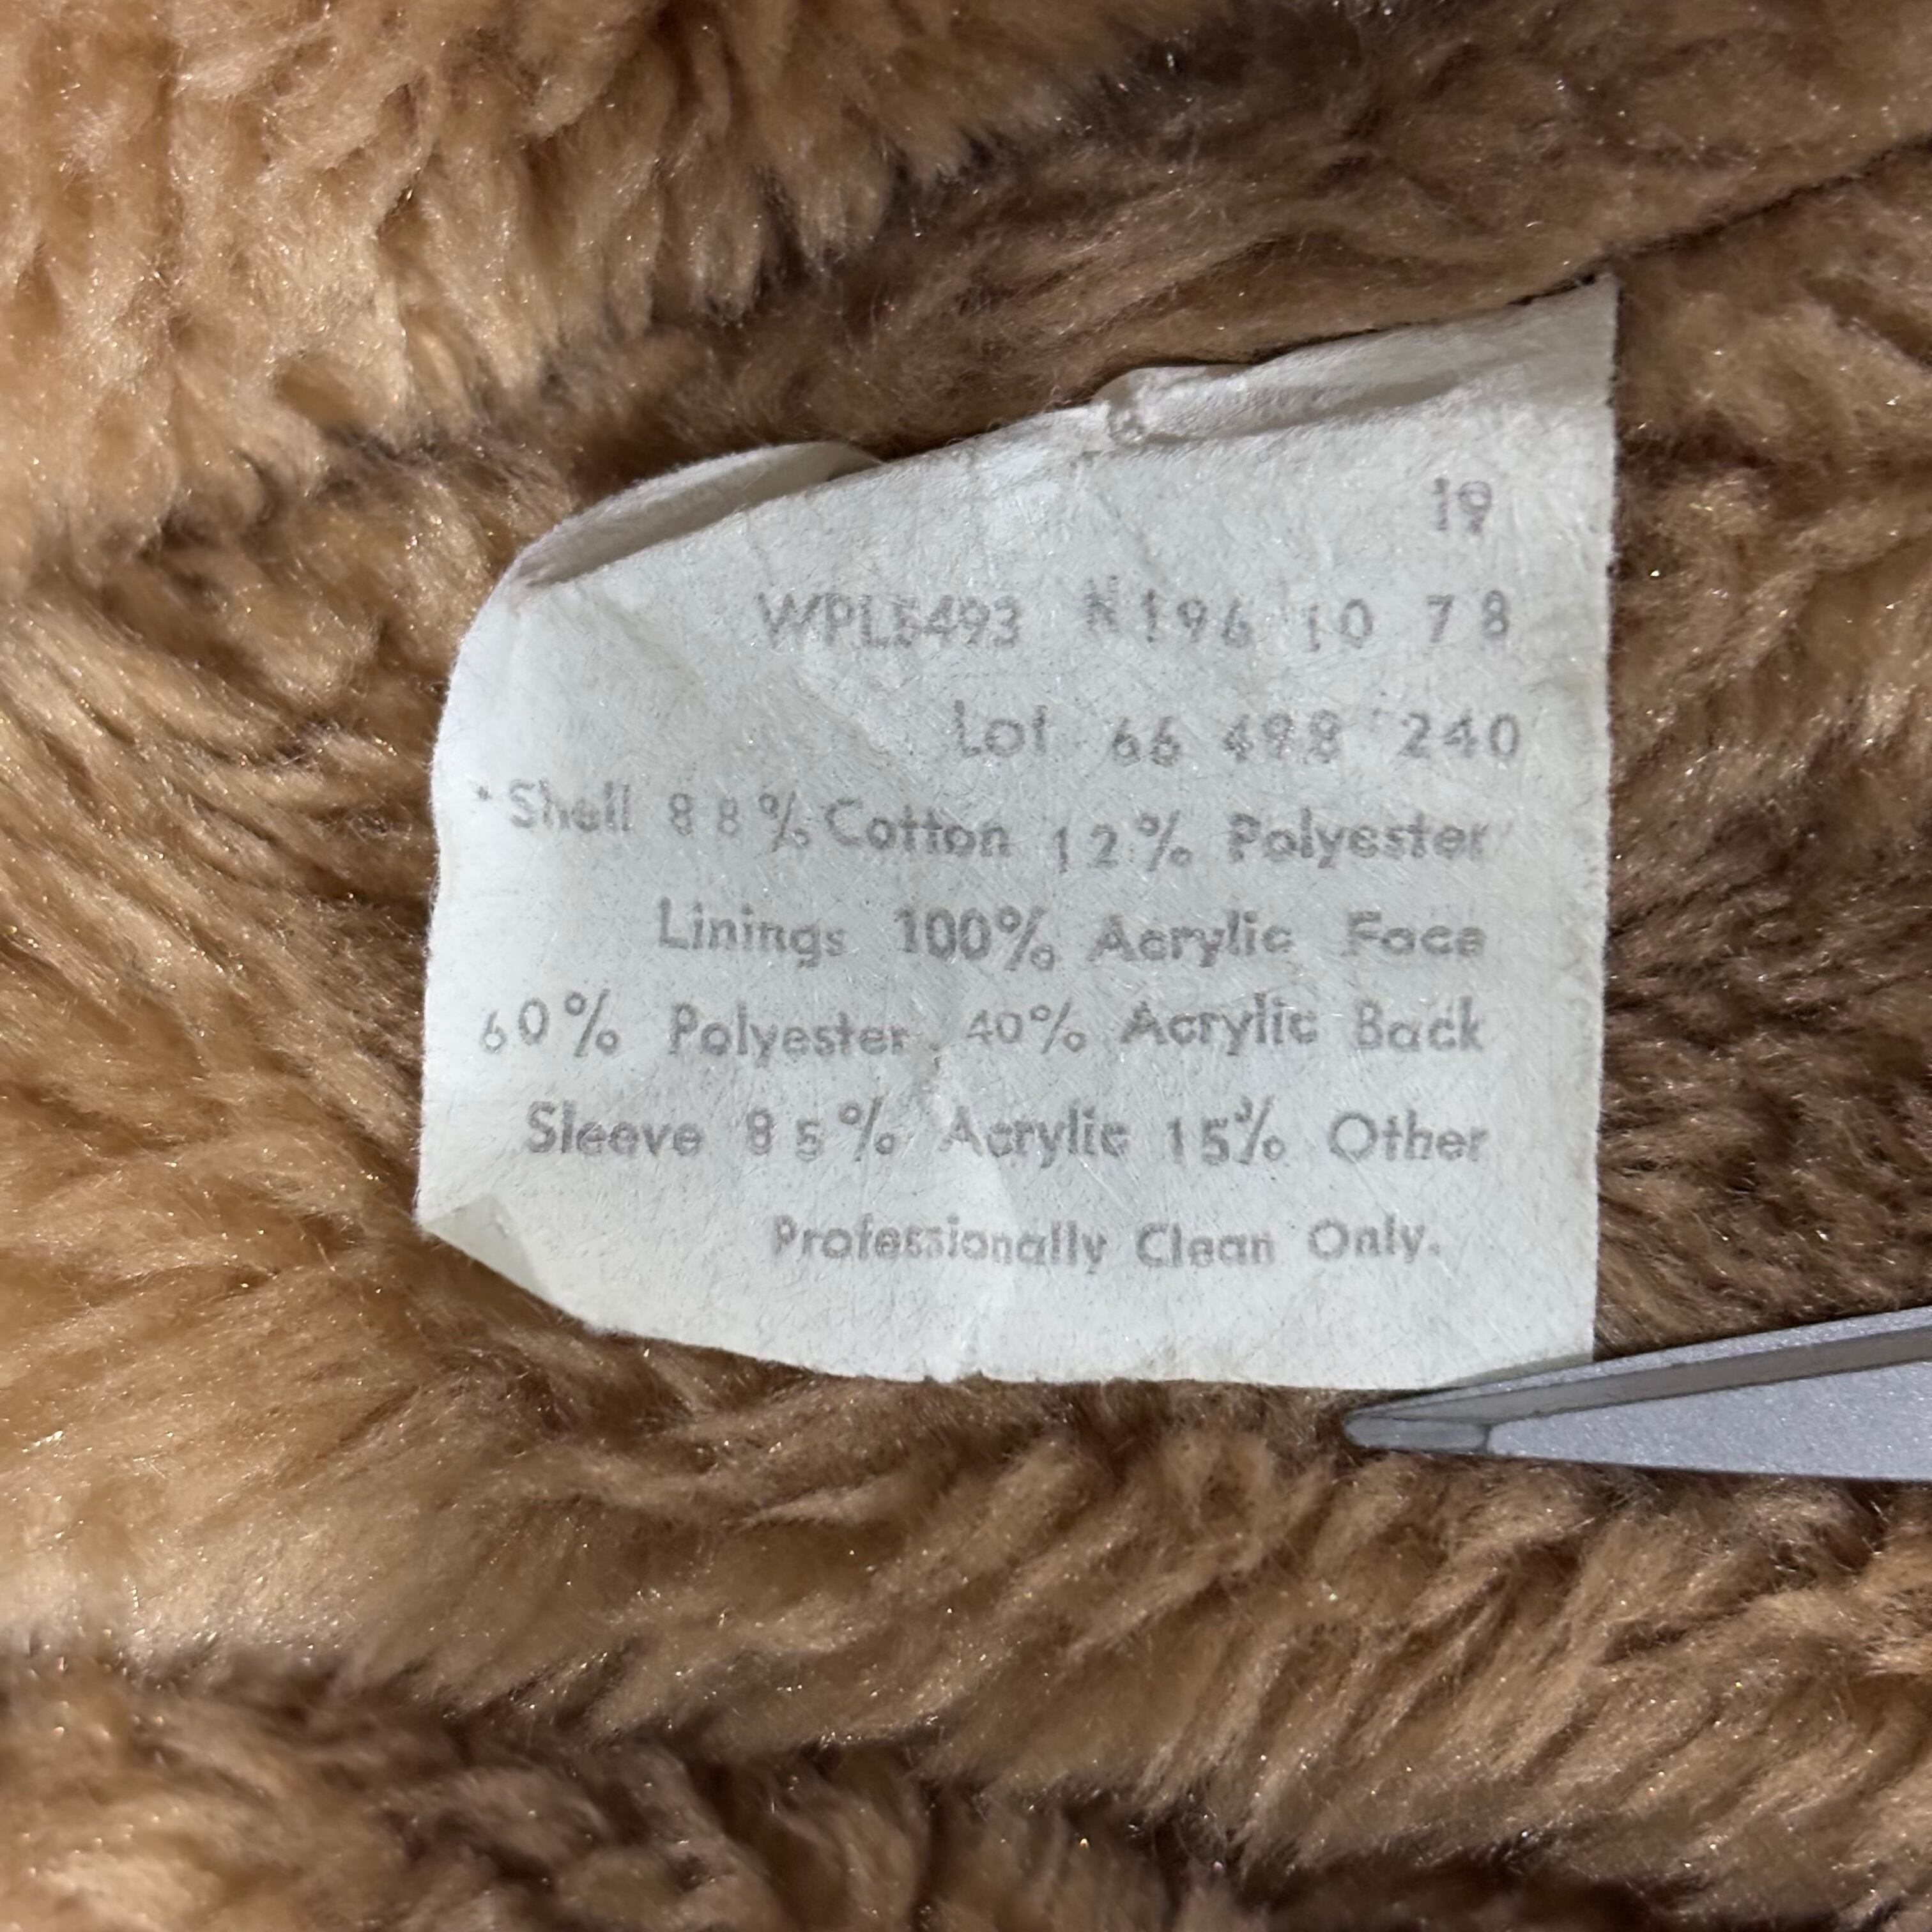 19
WPL5493 N196 10 78
Lot 66 498 240
Shell 88% Cotton 12% Polyester
Linings 100% Acrylic Face
60% Polyester 40% Acrylic Back
Sleeve 85% Acrylic 15% Other
Professionally Clean Only.